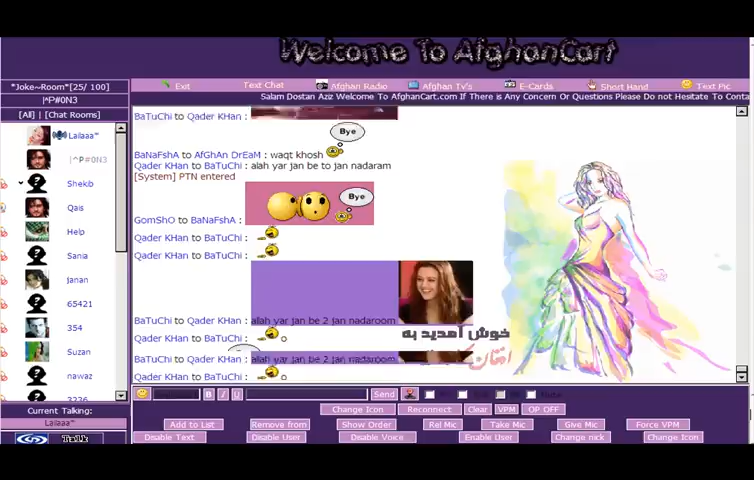 Welcome To AfghanCart
*Joke~Room*[25/ 100]
|^P#0N3
[All] | [Chat Rooms]
Exit
Text Chat
Afghan Radio
Afghan Tv's
E-Cards
Short Hand
Text Pic
Salam Dostan Aziz Welcome To AfghanCart.com If There is Any Concern Or Questions Please Do not Hesitate To Conta
Lailaaa™
|^P#0N3
Shekib
Qais
Help
Sania
janan
65421
354
Suzan
nawaz
3236
BaTuChi to Qader KHan :
Bye
BaNaFshA to AfGhAn DrEaM : waqt khosh
Qader KHan to BaTuChi : alah yar jan be to jan nadaram
[System] PTN entered
Bye
GomShO to BaNaFshA :
Qader KHan to BaTuChi :
Qader KHan to BaTuChi :
BaTuChi to Qader KHan : allah yar jan be 2 jan nadaroom
Qader KHan to BaTuChi :
BaTuChi to Qader KHan : allah yar jan be 2 jan nadaroom
Qader KHan to BaTuChi :
خوش آمدید به
افغان
B I U
Send
Change Icon
Reconnect
Clear
VPM
OP OFF
Current Talking:
Lailaaa™
Talk
Add to List
Remove from
Show Order
Rel Mic
Take Mic
Give Mic
Force VPM
Disable Text
Disable User
Disable Voice
Enable User
Change nick
Change Icon